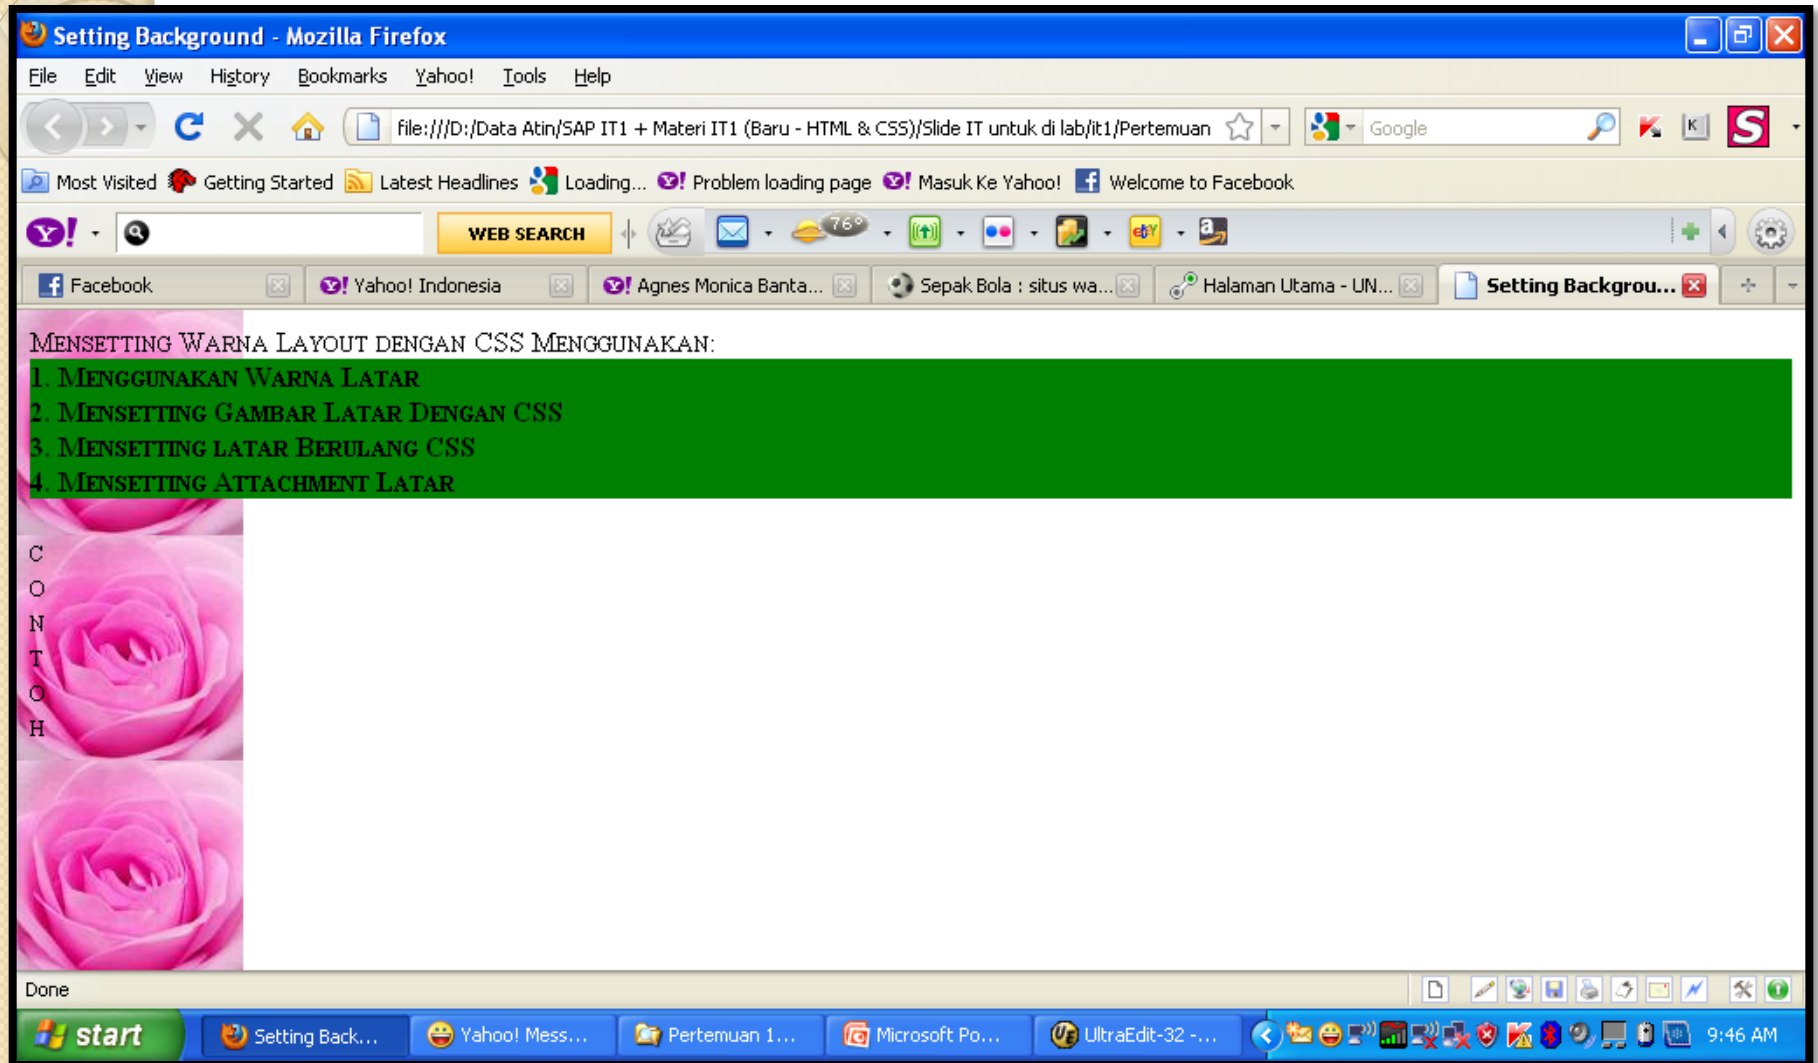 Setting Background - Mozilla Firefox
File Edit View History Bookmarks Yahoo! Tools Help
file:///D:/Data Atin/SAP IT1 + Materi IT1 (Baru - HTML & CSS)/Slide IT untuk di lab/it1/Pertemuan
Google
K
S
Most Visited Getting Started Latest Headlines Loading... Problem loading page Masuk Ke Yahoo! Welcome to Facebook
Y! WEB SEARCH 76° ebY a
Facebook Yahoo! Indonesia Agnes Monica Banta... Sepak Bola : situs wa... Halaman Utama - UN... Setting Backgrou...
Mensetting Warna Layout dengan CSS Menggunakan:
1. Menggunakan Warna Latar
2. Mensetting Gambar Latar Dengan CSS
3. Mensetting latar Berulang CSS
4. Mensetting Attachment Latar
C
O
N
T
O
H
Done
start Setting Back... Yahoo! Mess... Pertemuan 1... Microsoft Po... UltraEdit-32 -... 9:46 AM